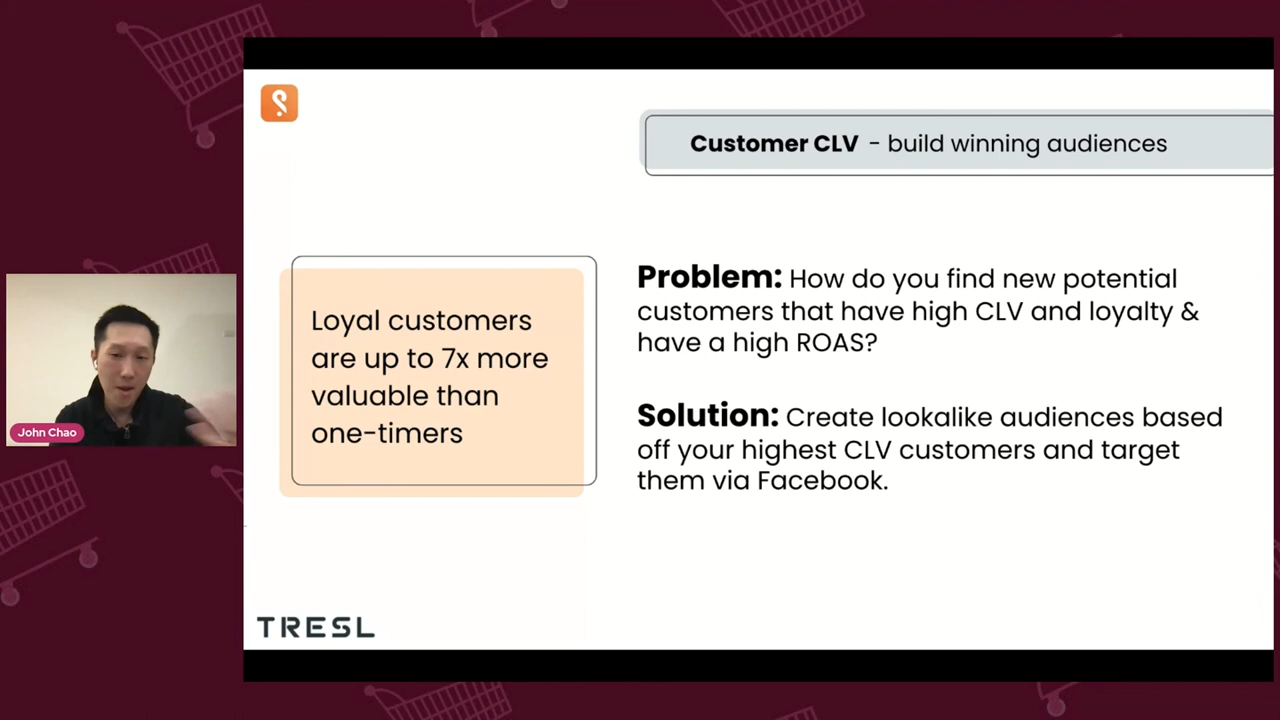 Customer CLV - build winning audiences
Loyal customers
are up to 7x more
valuable than
one-timers
Problem: How do you find new potential
customers that have high CLV and loyalty &
have a high ROAS?
Solution: Create lookalike audiences based
off your highest CLV customers and target
them via Facebook.
John Chao
TRESL